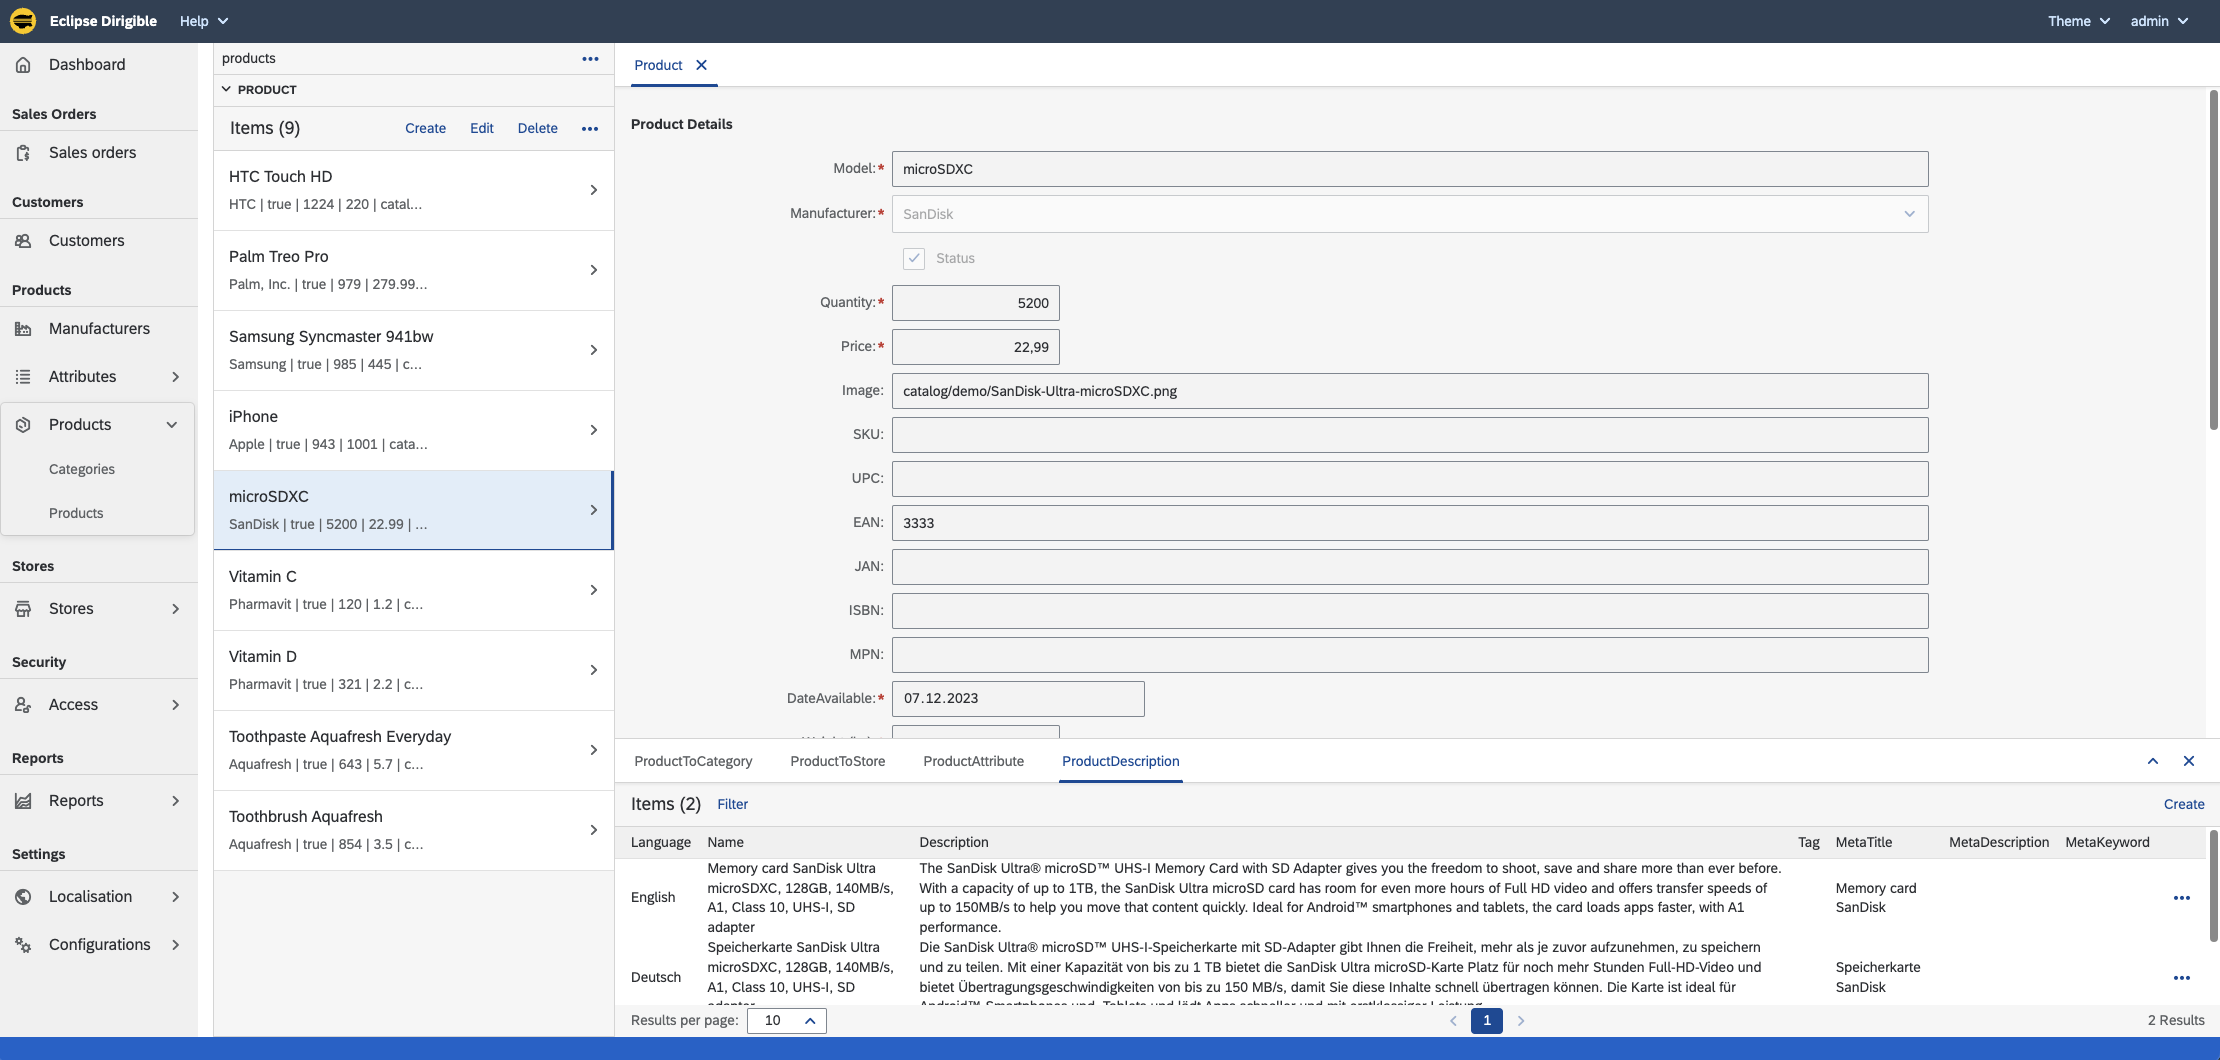 Eclipse Dirigible
Help
Theme
admin
Dashboard
Sales Orders
Sales orders
Customers
Customers
Products
Manufacturers
Attributes
Products
Categories
Products
Stores
Stores
Security
Access
Reports
Reports
Settings
Localisation
Configurations
products
PRODUCT
Items (9)
Create
Edit
Delete
HTC Touch HD
HTC | true | 1224 | 220 | catal...
Palm Treo Pro
Palm, Inc. | true | 979 | 279.99...
Samsung Syncmaster 941bw
Samsung | true | 985 | 445 | c...
iPhone
Apple | true | 943 | 1001 | cata...
microSDXC
SanDisk | true | 5200 | 22.99 | ...
Vitamin C
Pharmavit | true | 120 | 1.2 | c...
Vitamin D
Pharmavit | true | 321 | 2.2 | c...
Toothpaste Aquafresh Everyday
Aquafresh | true | 643 | 5.7 | c...
Toothbrush Aquafresh
Aquafresh | true | 854 | 3.5 | c...
Product
Product Details
Model:* microSDXC
Manufacturer:* SanDisk
Status
Quantity:* 5200
Price:* 22,99
Image: catalog/demo/SanDisk-Ultra-microSDXC.png
SKU:
UPC:
EAN: 3333
JAN:
ISBN:
MPN:
DateAvailable:* 07.12.2023
ProductToCategory
ProductToStore
ProductAttribute
ProductDescription
Items (2)
Filter
Create
Language
Name
Description
Tag
MetaTitle
MetaDescription
MetaKeyword
English
Memory card SanDisk Ultra
microSDXC, 128GB, 140MB/s,
A1, Class 10, UHS-I, SD
adapter
The SanDisk Ultra® microSD™ UHS-I Memory Card with SD Adapter gives you the freedom to shoot, save and share more than ever before.
With a capacity of up to 1TB, the SanDisk Ultra microSD card has room for even more hours of Full HD video and offers transfer speeds of
up to 150MB/s to help you move that content quickly. Ideal for Android™ smartphones and tablets, the card loads apps faster, with A1
performance.
Memory card
SanDisk
Deutsch
Speicherkarte SanDisk Ultra
microSDXC, 128GB, 140MB/s,
A1, Class 10, UHS-I, SD
Die SanDisk Ultra® microSD™ UHS-I-Speicherkarte mit SD-Adapter gibt Ihnen die Freiheit, mehr als je zuvor aufzunehmen, zu speichern
und zu teilen. Mit einer Kapazität von bis zu 1 TB bietet die SanDisk Ultra microSD-Karte Platz für noch mehr Stunden Full-HD-Video und
bietet Übertragungsgeschwindigkeiten von bis zu 150 MB/s, damit Sie diese Inhalte schnell übertragen können. Die Karte ist ideal für
Speicherkarte
SanDisk
Results per page: 10
1
2 Results